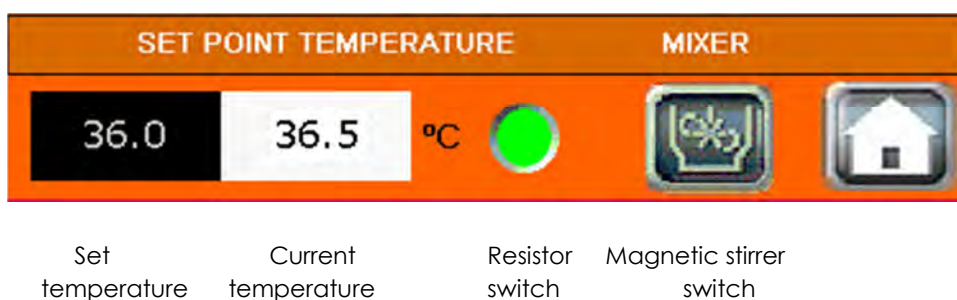 SET POINT TEMPERATURE MIXER
36.0 36.5 ºC
Set Current Resistor Magnetic stirrer
temperature temperature switch switch